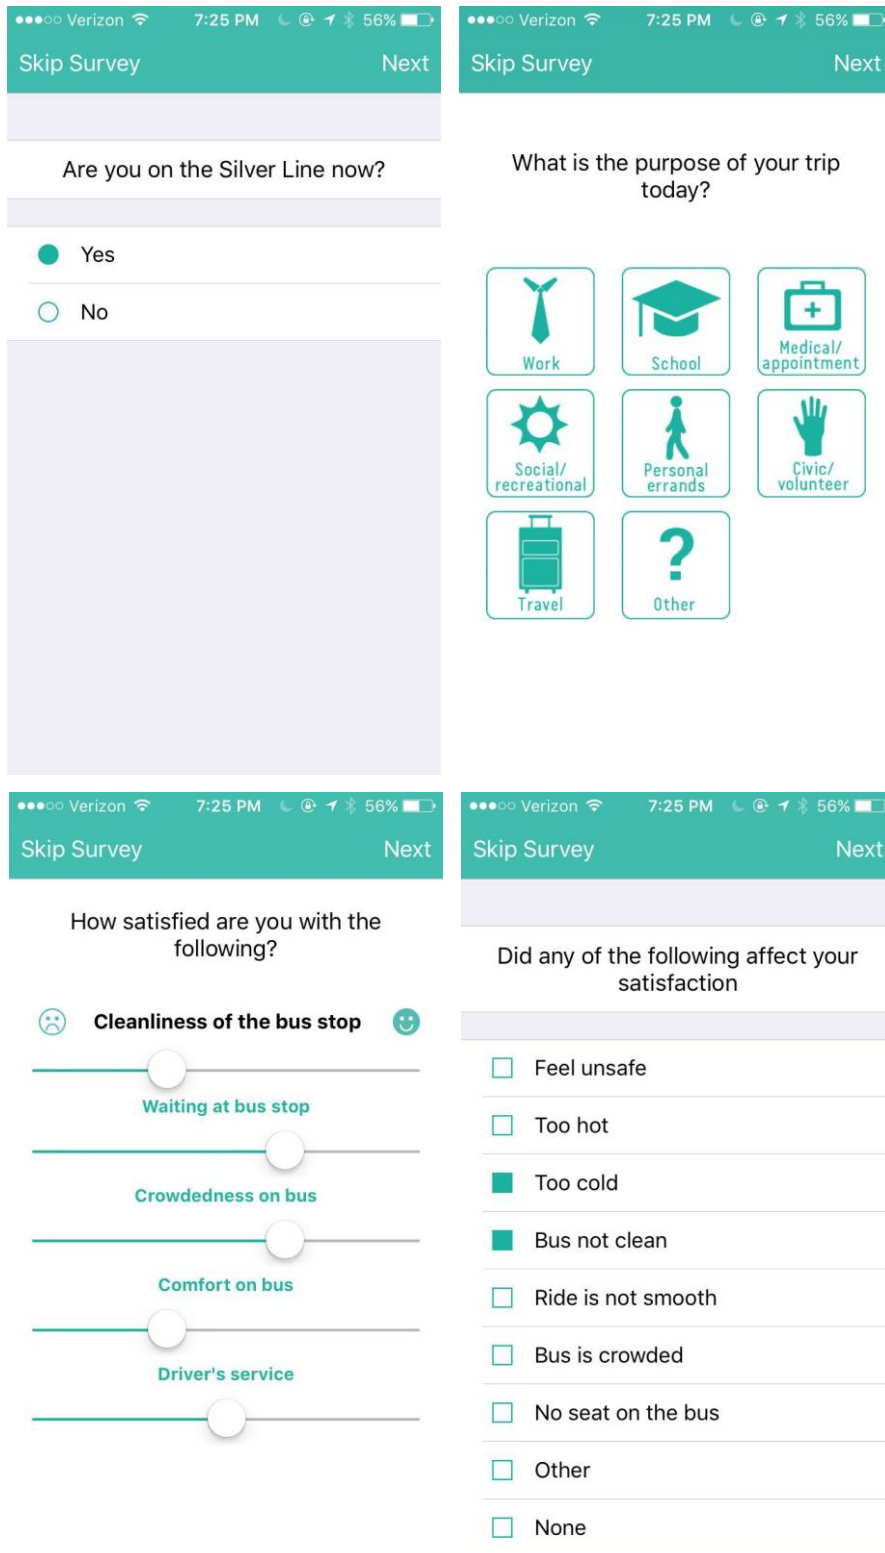 Verizon 7:25 PM 56%
Skip Survey Next
Are you on the Silver Line now?
Yes
No
Verizon 7:25 PM 56%
Skip Survey Next
What is the purpose of your trip
today?
Work
School
Medical/
appointment
Social/
recreational
Personal
errands
Civic/
volunteer
Travel
?
Other
Verizon 7:25 PM 56%
Skip Survey Next
How satisfied are you with the
following?
Cleanliness of the bus stop
Waiting at bus stop
Crowdedness on bus
Comfort on bus
Driver's service
Verizon 7:25 PM 56%
Skip Survey Next
Did any of the following affect your
satisfaction
Feel unsafe
Too hot
Too cold
Bus not clean
Ride is not smooth
Bus is crowded
No seat on the bus
Other
None